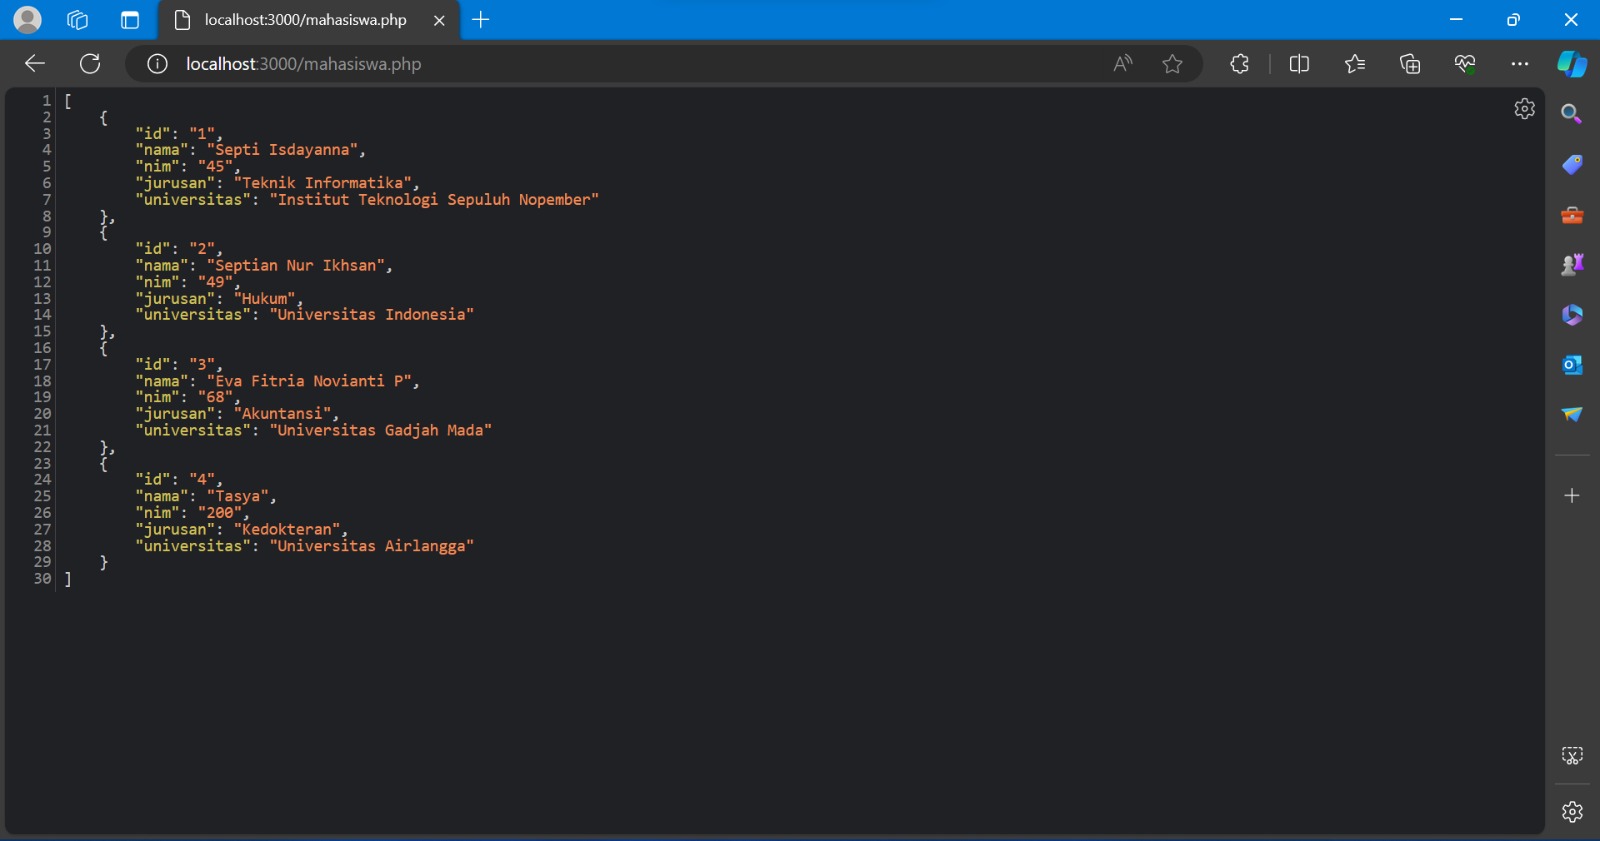 localhost:3000/mahasiswa.php
localhost:3000/mahasiswa.php
1 [
2 {
3 "id": "1",
4 "nama": "Septi Isdayanna",
5 "nim": "45",
6 "jurusan": "Teknik Informatika",
7 "universitas": "Institut Teknologi Sepuluh Nopember"
8 },
9 {
10 "id": "2",
11 "nama": "Septian Nur Ikhsan",
12 "nim": "49",
13 "jurusan": "Hukum",
14 "universitas": "Universitas Indonesia"
15 },
16 {
17 "id": "3",
18 "nama": "Eva Fitria Novianti P",
19 "nim": "68",
20 "jurusan": "Akuntansi",
21 "universitas": "Universitas Gadjah Mada"
22 },
23 {
24 "id": "4",
25 "nama": "Tasya",
26 "nim": "200",
27 "jurusan": "Kedokteran",
28 "universitas": "Universitas Airlangga"
29 }
30 ]